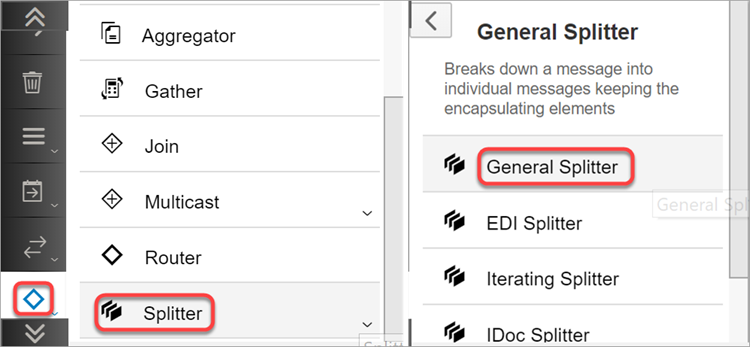 Aggregator
Gather
Join
Multicast
Router
Splitter
Splitt
General Splitter
Breaks down a message into
individual messages keeping the
encapsulating elements
General Splitter
General Spl
EDI Splitter
Iterating Splitter
IDoc Splitter